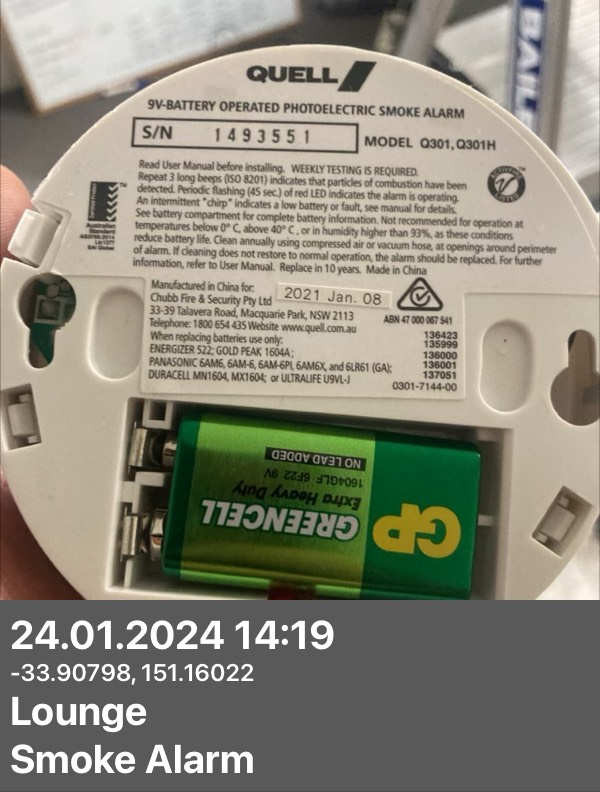 QUELL
9V-BATTERY OPERATED PHOTOELECTRIC SMOKE ALARM
S/N 1493551
MODEL Q301,Q301H
Read User Manual before installing. WEEKLY TESTING IS REQUIRED.
Repeat 3 long beeps (ISO 8201) indicates that particles of combustion have been
detected. Periodic flashing (45 sec.) of red LED indicates the alarm is operating.
An intermittent "chirp" indicates a low battery or fault, see manual for details.
See battery compartment for complete battery information. Not recommended for operation at
temperatures below 0° C, above 40° C, or in humidity higher than 93%, as these conditions
reduce battery life. Clean annually using compressed air or vacuum hose, at openings around perimeter
of alarm. If cleaning does not restore to normal operation, the alarm should be replaced. For further
information, refer to User Manual. Replace in 10 years. Made in China
Australian
Standard
Manufactured in China for:
Chubb Fire & Security Pty Ltd
2021 Jan. 08
33-39 Talavera Road, Macquarie Park, NSW 2113
Telephone: 1800 654 435 Website www.quell.com.au
When replacing batteries use only:
ENERGIZER 522; GOLD PEAK 1604A;
PANASONIC 6AM6, 6AM-6, 6AM-6PI, 6AM6X, and 6LR61 (GA);
DURACELL MN1604, MX1604; or ULTRALIFE U9VL-J
ABN 47 000 067 541
136423
135999
136000
136001
137051
0301-7144-00
GP GREENCELL
Extra Heavy Duty
1604GLF 6F22 9V
NO LEAD ADDED
BAIL
24.01.2024 14:19
-33.90798, 151.16022
Lounge
Smoke Alarm